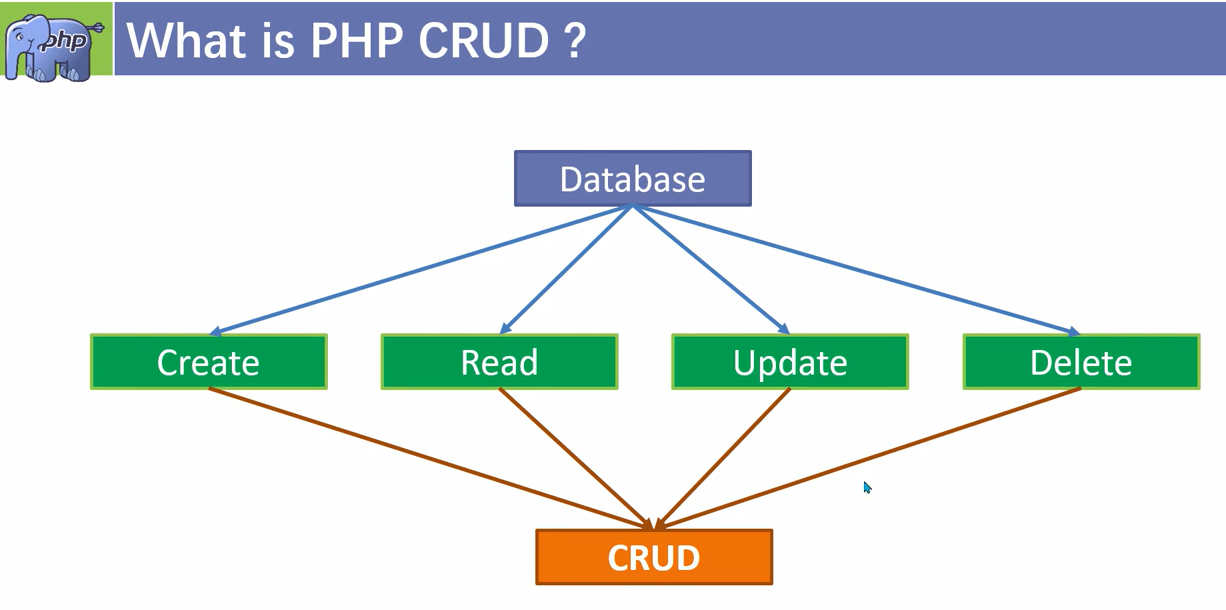 php
What is PHP CRUD ?
Database
Create
Read
Update
Delete
CRUD